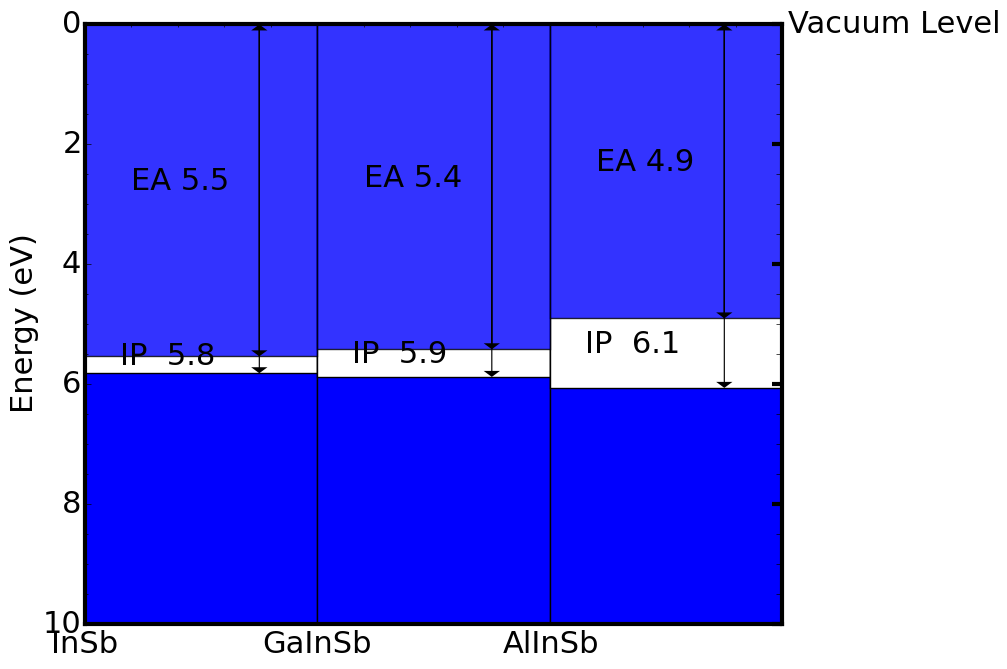 0
Vacuum Level
2
EA 5.5
EA 5.4
EA 4.9
4
Energy (eV)
IP 5.8
IP 5.9
IP 6.1
6
8
10
InSb
GaInSb
AlInSb